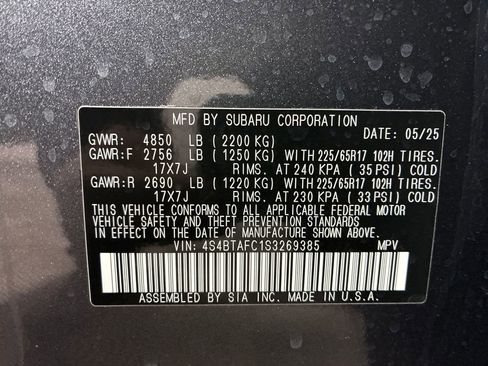 MFD BY SUBARU CORPORATION
DATE: 05/25
GVWR: 4850 LB (2200 KG)
GAWR:F 2756 LB (1250 KG) WITH 225/65R17 102H TIRES.
17X7J RIMS. AT 240 KPA (35 PSI) COLD
GAWR:R 2690 LB (1220 KG) WITH 225/65R17 102H TIRES.
17X7J RIMS. AT 230 KPA (33 PSI) COLD
THIS VEHICLE CONFORMS TO ALL APPLICABLE FEDERAL MOTOR
VEHICLE SAFETY AND THEFT PREVENTION STANDARDS
IN EFFECT ON THE DATE OF MANUFACTURE SHOWN ABOVE.
VIN: 4S4BTAFC1S3269385 MPV
ASSEMBLED BY SIA INC. MADE IN U.S.A.